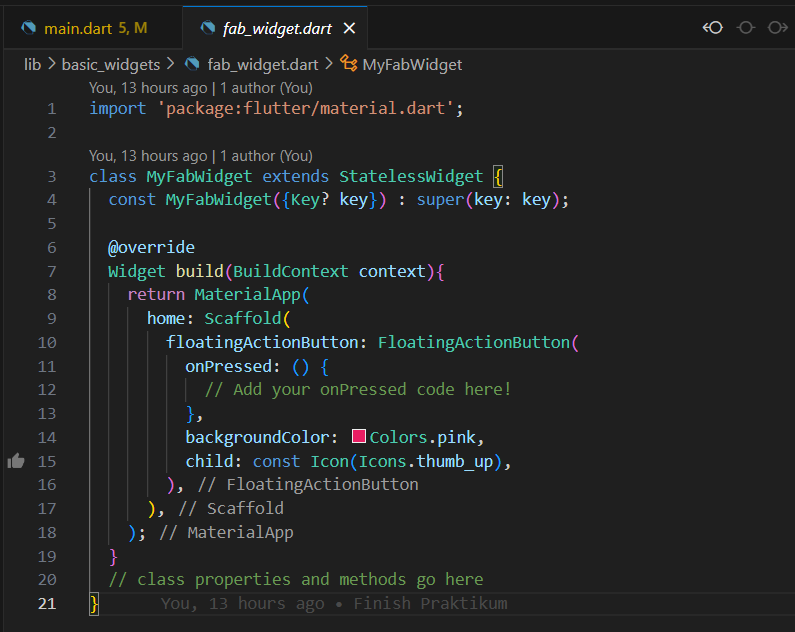 main.dart 5, M
fab_widget.dart
lib > basic_widgets > fab_widget.dart > MyFabWidget
You, 13 hours ago | 1 author (You)
1 import 'package:flutter/material.dart';
2
You, 13 hours ago | 1 author (You)
3 class MyFabWidget extends StatelessWidget {
4   const MyFabWidget({Key? key}) : super(key: key);
5
6   @override
7   Widget build(BuildContext context){
8     return MaterialApp(
9       home: Scaffold(
10         floatingActionButton: FloatingActionButton(
11           onPressed: () {
12             // Add your onPressed code here!
13           },
14           backgroundColor: Colors.pink,
15           child: const Icon(Icons.thumb_up),
16         ), // FloatingActionButton
17       ), // Scaffold
18     ); // MaterialApp
19   }
20   // class properties and methods go here
21 } You, 13 hours ago • Finish Praktikum